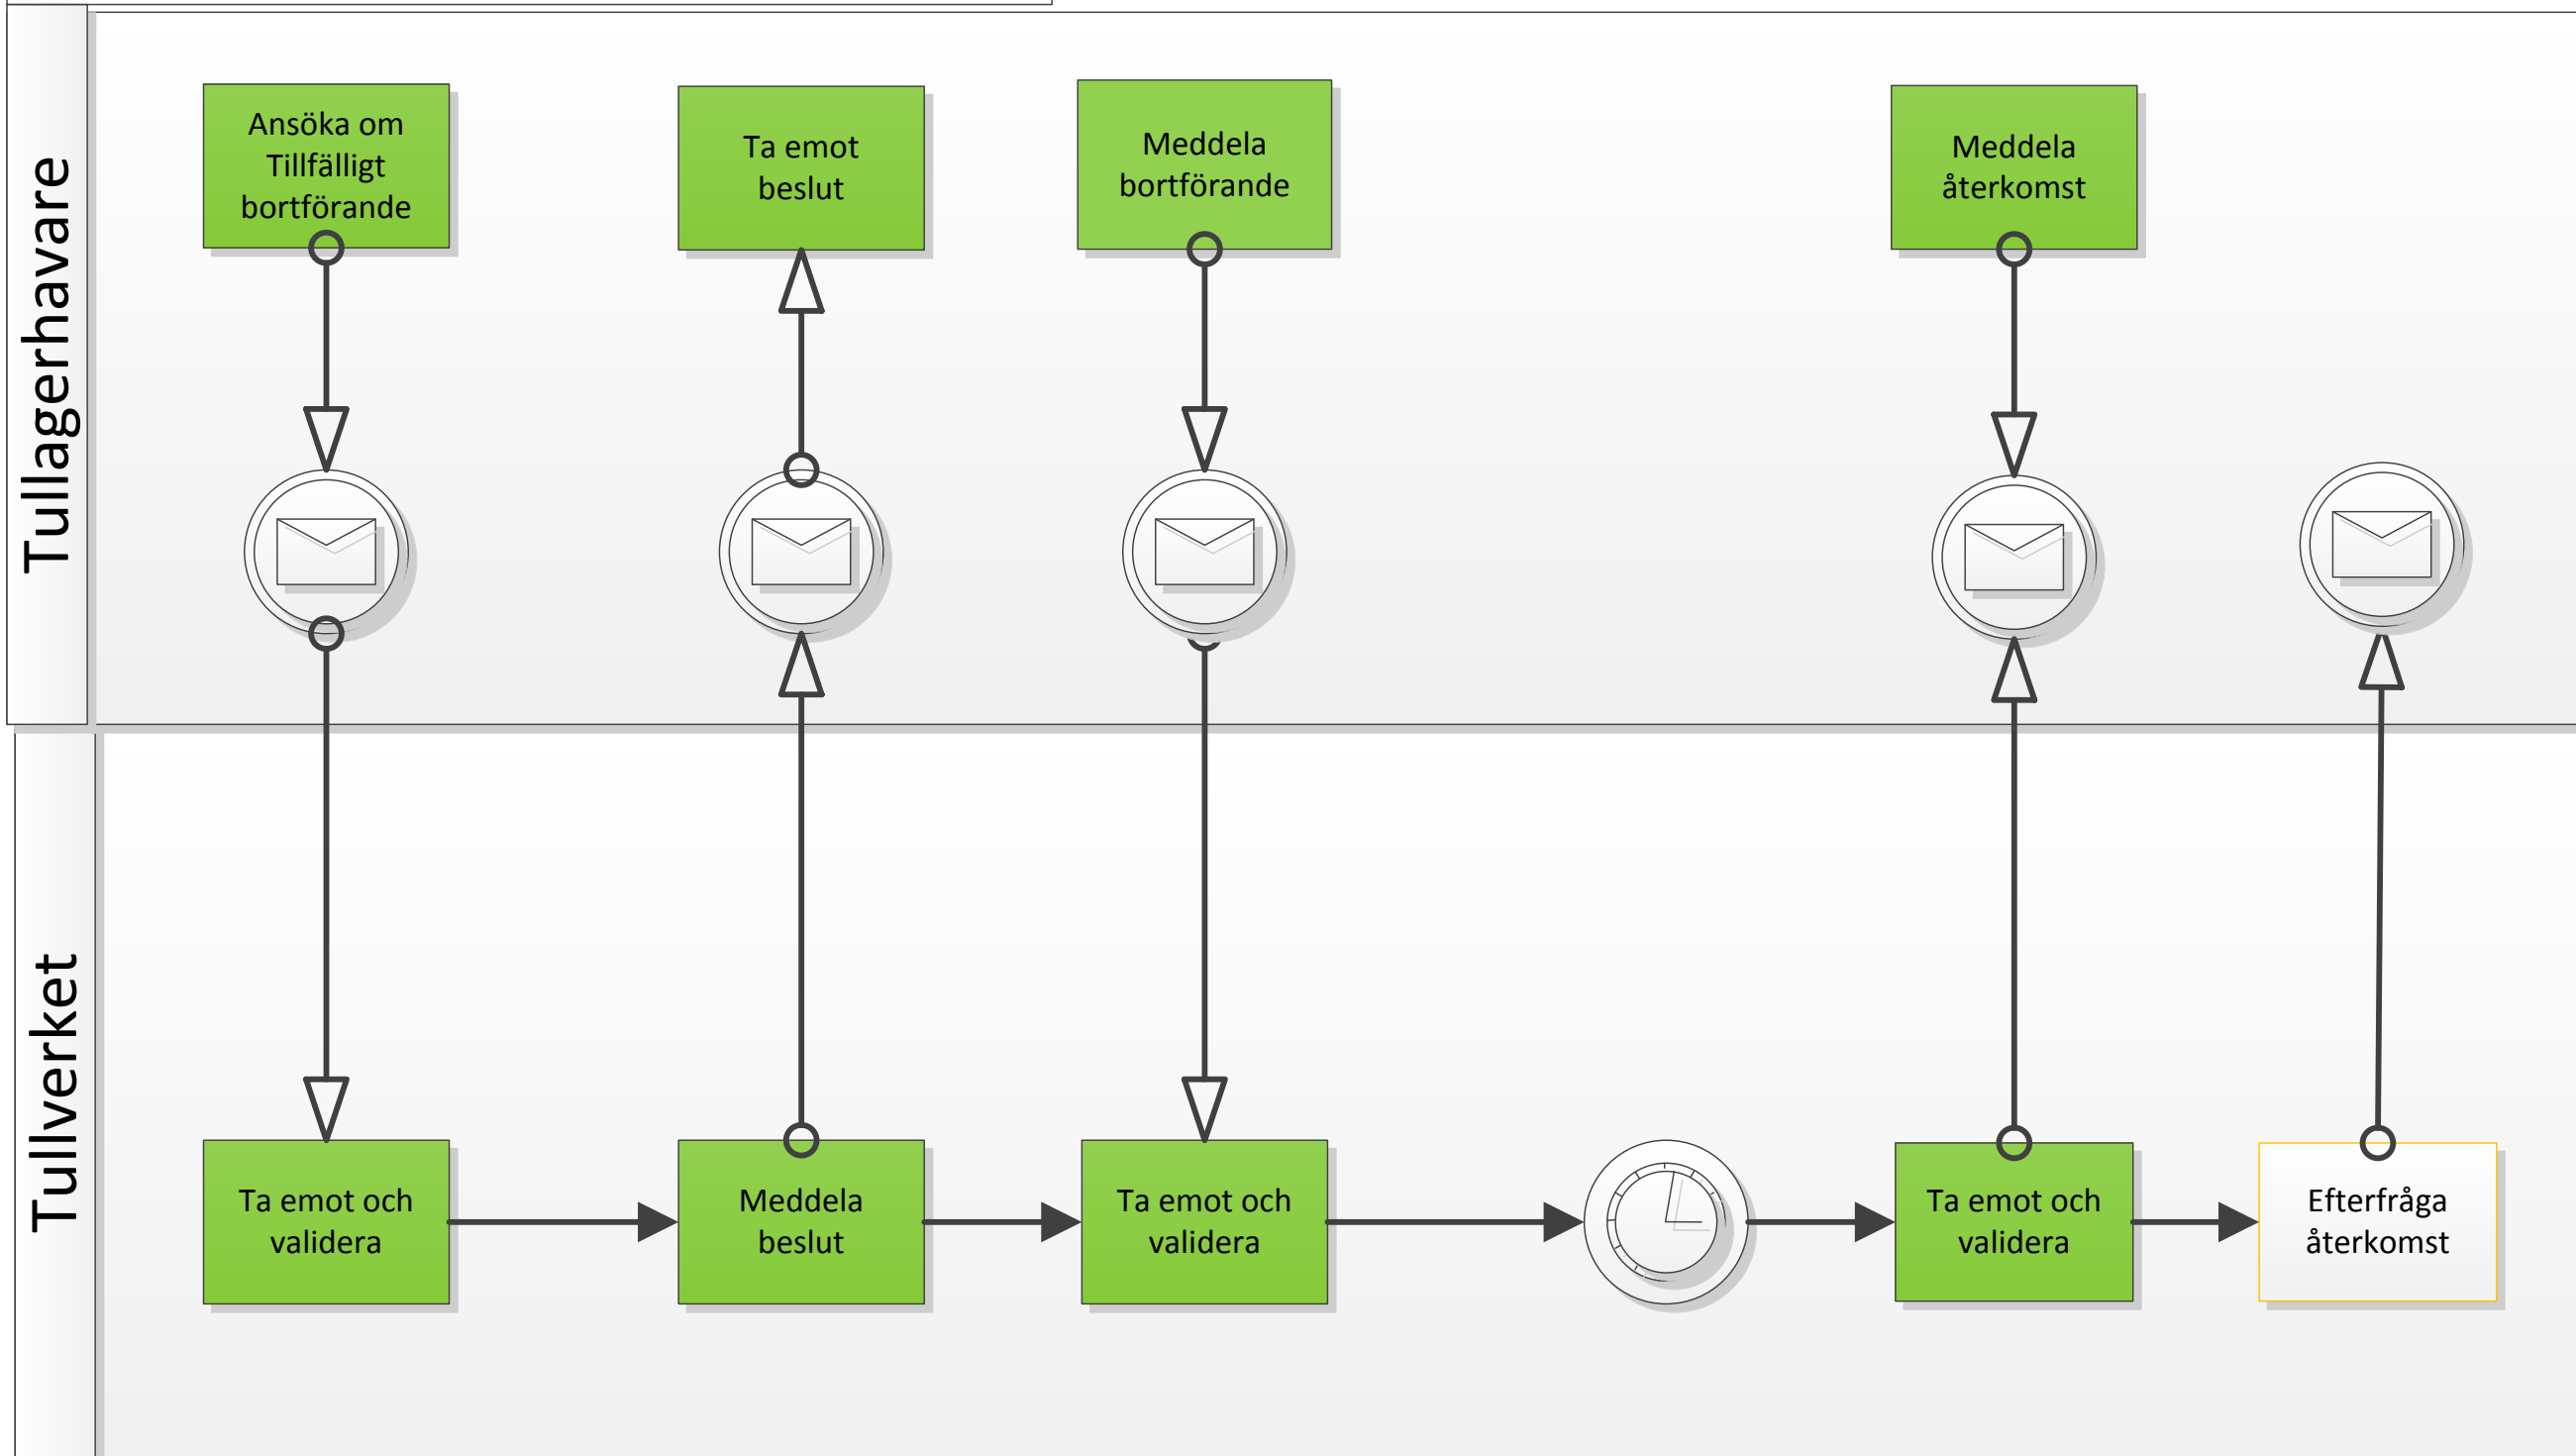 Tullagerhavare
Ansöka om
Tillfälligt
bortförande
Ta emot
beslut
Meddela
bortförande
Meddela
återkomst
Tullverket
Ta emot och
validera
Meddela
beslut
Ta emot och
validera
Ta emot och
validera
Efterfråga
återkomst